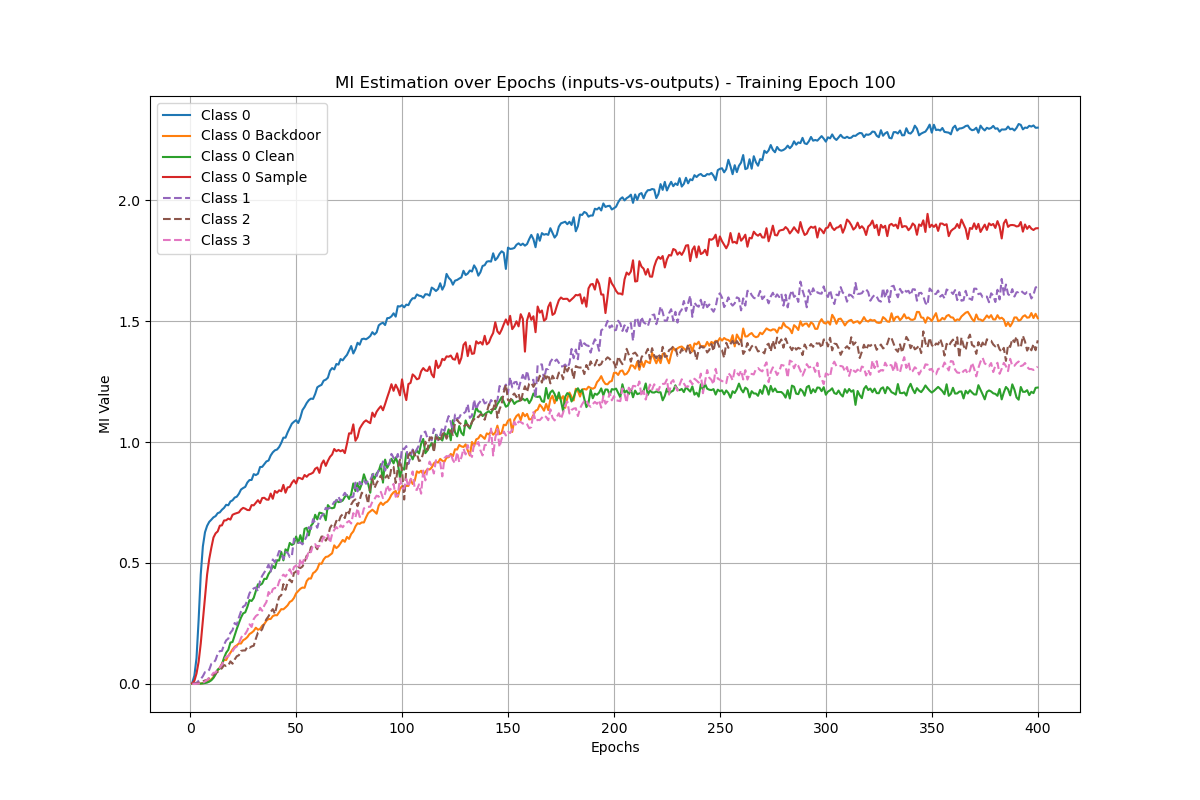 MI Estimation over Epochs (inputs-vs-outputs) - Training Epoch 100
Class 0
Class 0 Backdoor
Class 0 Clean
Class 0 Sample
Class 1
Class 2
Class 3
MI Value
2.0
1.5
1.0
0.5
0.0
0 50 100 150 200 250 300 350 400
Epochs